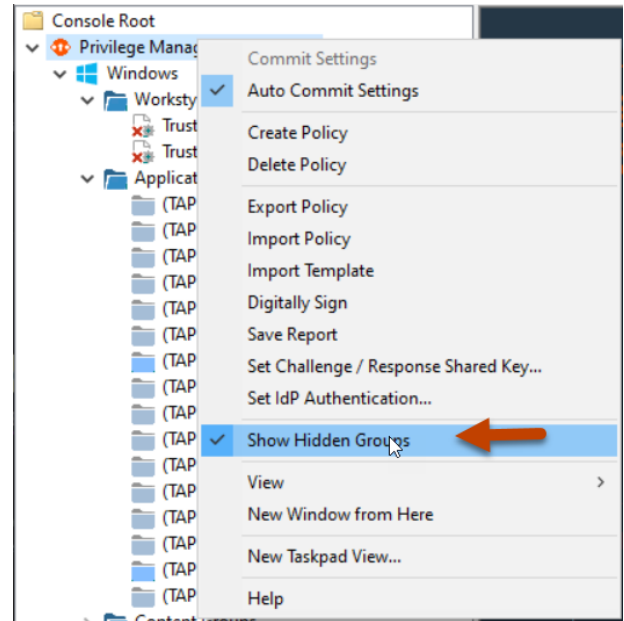 Console Root
Privilege Manag
Commit Settings
Windows
Auto Commit Settings
Worksty
Trust
Create Policy
Trust
Delete Policy
Applicat
(TAP
Export Policy
(TAP
Import Policy
(TAP
Import Template
(TAP
Digitally Sign
(TAP
Save Report
(TAP
(TAP
Set Challenge / Response Shared Key...
(TAP
Set IdP Authentication...
(TAP
(TAP
Show Hidden Groups
(TAP
(TAP
View
(TAP
New Window from Here
(TAP
New Taskpad View...
(TAP
(TAP
Help
Content Groups